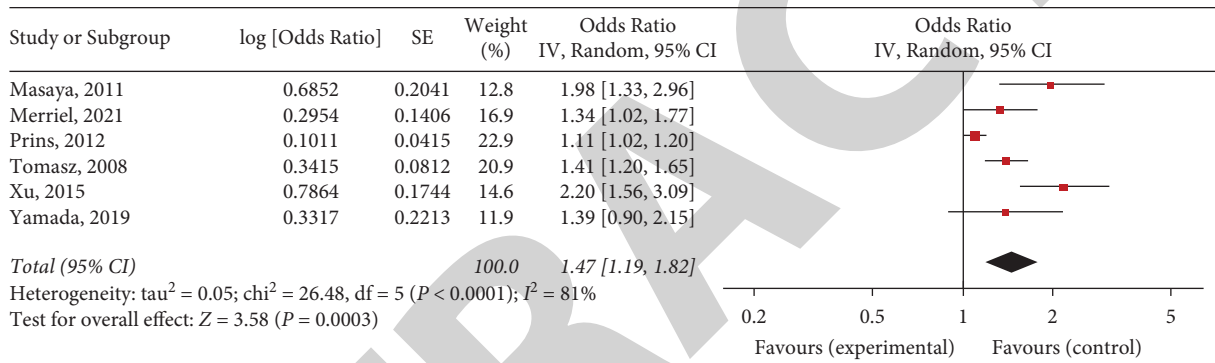 Study or Subgroup log [Odds Ratio] SE Weight (%) Odds Ratio IV, Random, 95% CI Odds Ratio IV, Random, 95% CI
Masaya, 2011 0.6852 0.2041 12.8 1.98 [1.33, 2.96]
Merriel, 2021 0.2954 0.1406 16.9 1.34 [1.02, 1.77]
Prins, 2012 0.1011 0.0415 22.9 1.11 [1.02, 1.20]
Tomasz, 2008 0.3415 0.0812 20.9 1.41 [1.20, 1.65]
Xu, 2015 0.7864 0.1744 14.6 2.20 [1.56, 3.09]
Yamada, 2019 0.3317 0.2213 11.9 1.39 [0.90, 2.15]
Total (95% CI) 100.0 1.47 [1.19, 1.82]
Heterogeneity: tau² = 0.05; chi² = 26.48, df = 5 (P < 0.0001); I² = 81%
Test for overall effect: Z = 3.58 (P = 0.0003)
0.2 0.5 1 2 5
Favours (experimental) Favours (control)